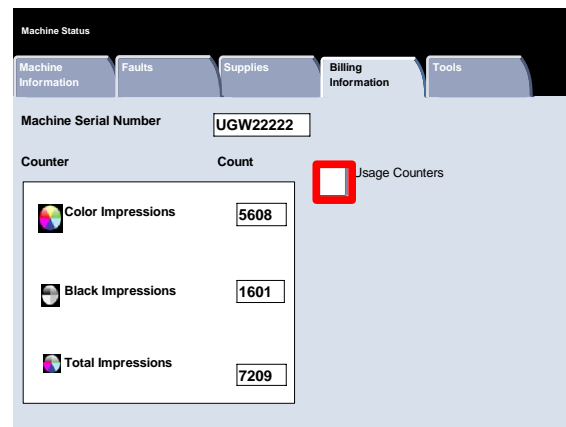 Machine Status
Machine Information
Faults
Supplies
Billing Information
Tools
Machine Serial Number UGW22222
Counter Count
Usage Counters
Color Impressions 5608
Black Impressions 1601
Total Impressions 7209